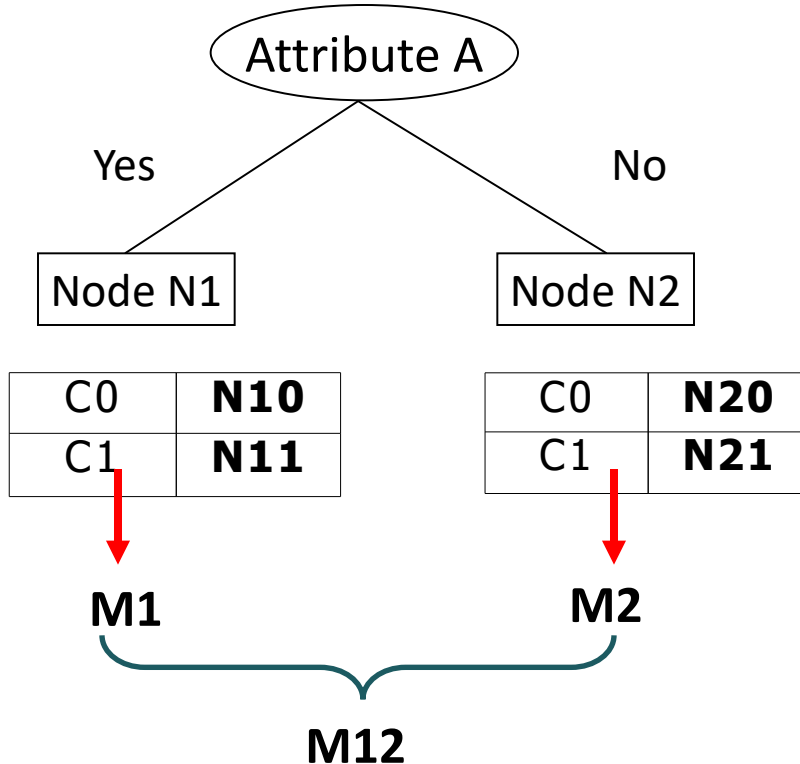 Attribute A
Yes No
Node N1 Node N2
C0 N10 C0 N20
C1 N11 C1 N21
M1 M2
M12